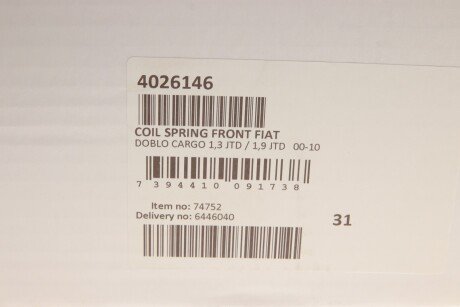 4026146
COIL SPRING FRONT FIAT
DOBLO CARGO 1,3 JTD / 1,9 JTD 00-10
7 394410 091738
Item no: 74752
Delivery no: 6446040
31